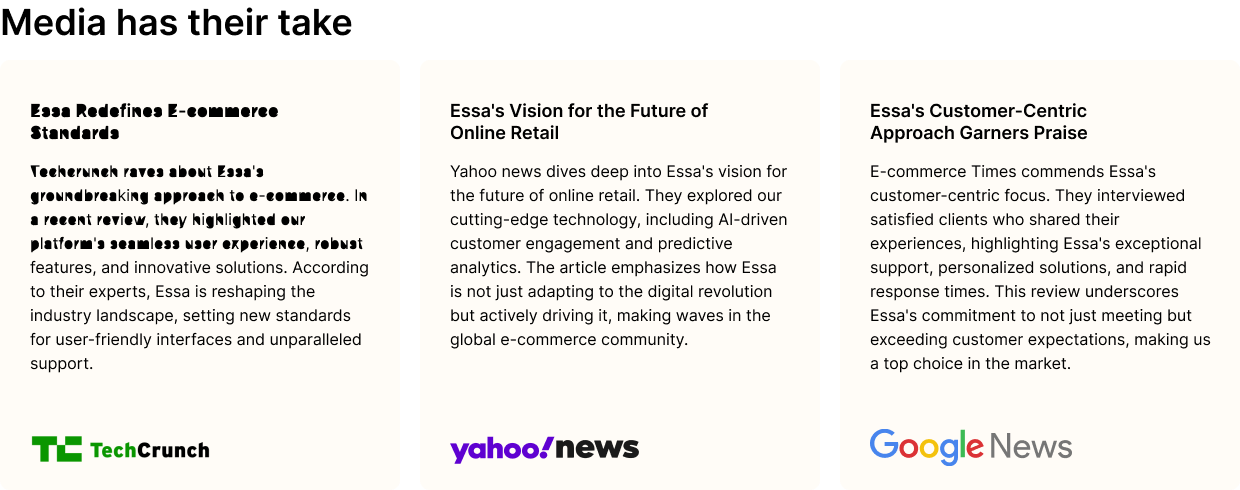 Media has their take
Essa Redefines E-commerce
Standards
Techcrunch raves about Essa's
groundbreaking approach to e-commerce. In
a recent review, they highlighted our
platform's seamless user experience, robust
features, and innovative solutions. According
to their experts, Essa is reshaping the
industry landscape, setting new standards
for user-friendly interfaces and unparalleled
support.
TechCrunch
Essa's Vision for the Future of
Online Retail
Yahoo news dives deep into Essa's vision for
the future of online retail. They explored our
cutting-edge technology, including AI-driven
customer engagement and predictive
analytics. The article emphasizes how Essa
is not just adapting to the digital revolution
but actively driving it, making waves in the
global e-commerce community.
yahoo!news
Essa's Customer-Centric
Approach Garners Praise
E-commerce Times commends Essa's
customer-centric focus. They interviewed
satisfied clients who shared their
experiences, highlighting Essa's exceptional
support, personalized solutions, and rapid
response times. This review underscores
Essa's commitment to not just meeting but
exceeding customer expectations, making us
a top choice in the market.
Google News